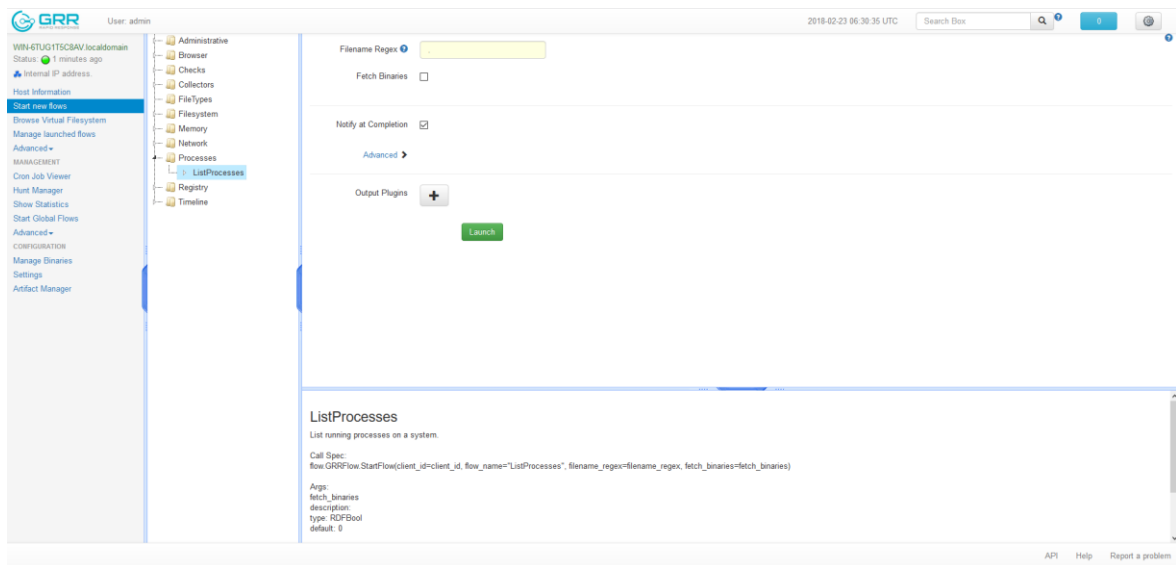 GRR
User: admin
2018-02-23 06:30:35 UTC
Search Box
0
WIN-6TUG1T5C8AV.localdomain
Status: 1 minutes ago
Internal IP address.
Host Information
Start new flows
Browse Virtual Filesystem
Manage launched flows
Advanced
MANAGEMENT
Cron Job Viewer
Hunt Manager
Show Statistics
Start Global Flows
Advanced
CONFIGURATION
Manage Binaries
Settings
Artifact Manager
Administrative
Browser
Checks
Collectors
FileTypes
Filesystem
Memory
Network
Processes
ListProcesses
Registry
Timeline
Filename Regex
.
Fetch Binaries
Notify at Completion
Advanced
Output Plugins
Launch
ListProcesses
List running processes on a system.
Call Spec:
flow.GRRFlow.StartFlow(client_id=client_id, flow_name="ListProcesses", filename_regex=filename_regex, fetch_binaries=fetch_binaries)
Args:
fetch_binaries
description:
type: RDFBool
default: 0
API Help Report a problem